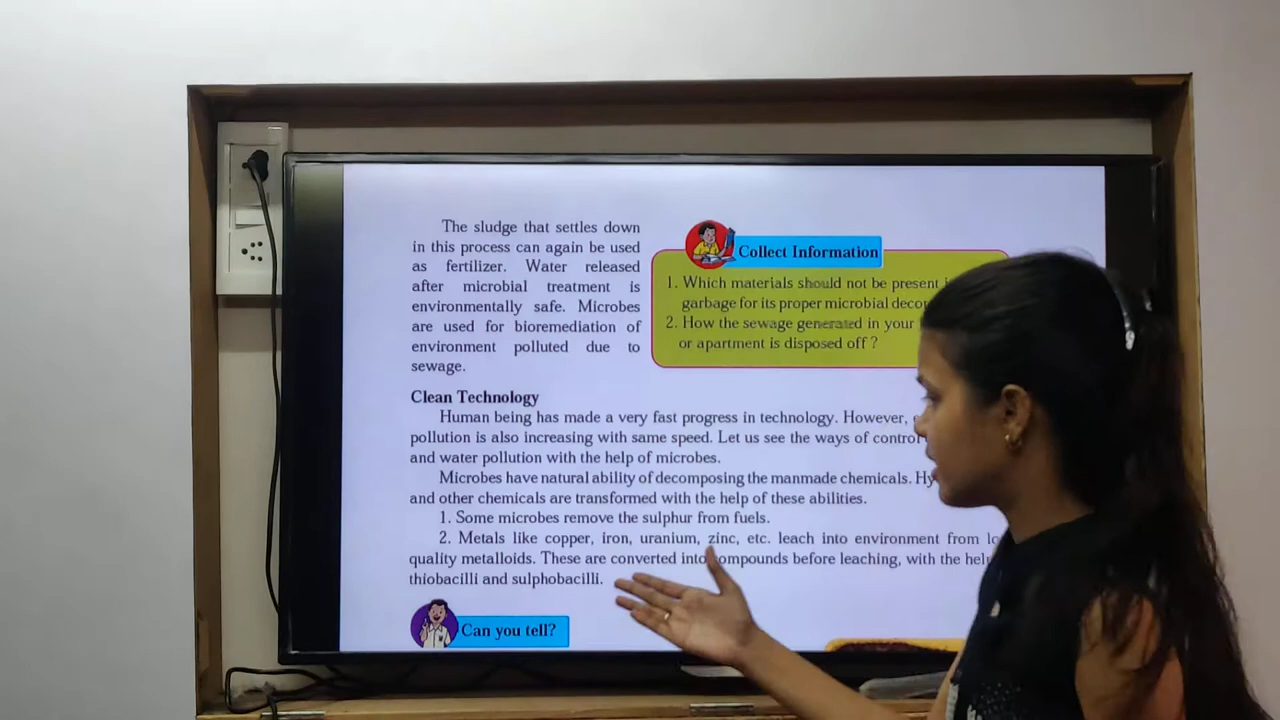 The sludge that settles down
in this process can again be used
as fertilizer. Water released
after microbial treatment is
environmentally safe. Microbes
are used for bioremediation of
environment polluted due to
sewage.
Collect Information
1. Which materials should not be present
garbage for its proper microbial
2. How the sewage generated in your
or apartment is disposed off ?
Clean Technology
Human being has made a very fast progress in technology. However,
pollution is also increasing with same speed. Let us see the ways of
and water pollution with the help of microbes.
Microbes have natural ability of decomposing the manmade chemicals.
and other chemicals are transformed with the help of these abilities.
1. Some microbes remove the sulphur from fuels.
2. Metals like copper, iron, uranium, zinc, etc. leach into environment from
quality metalloids. These are converted into compounds before leaching, with the
thiobacilli and sulphobacilli.
Can you tell?